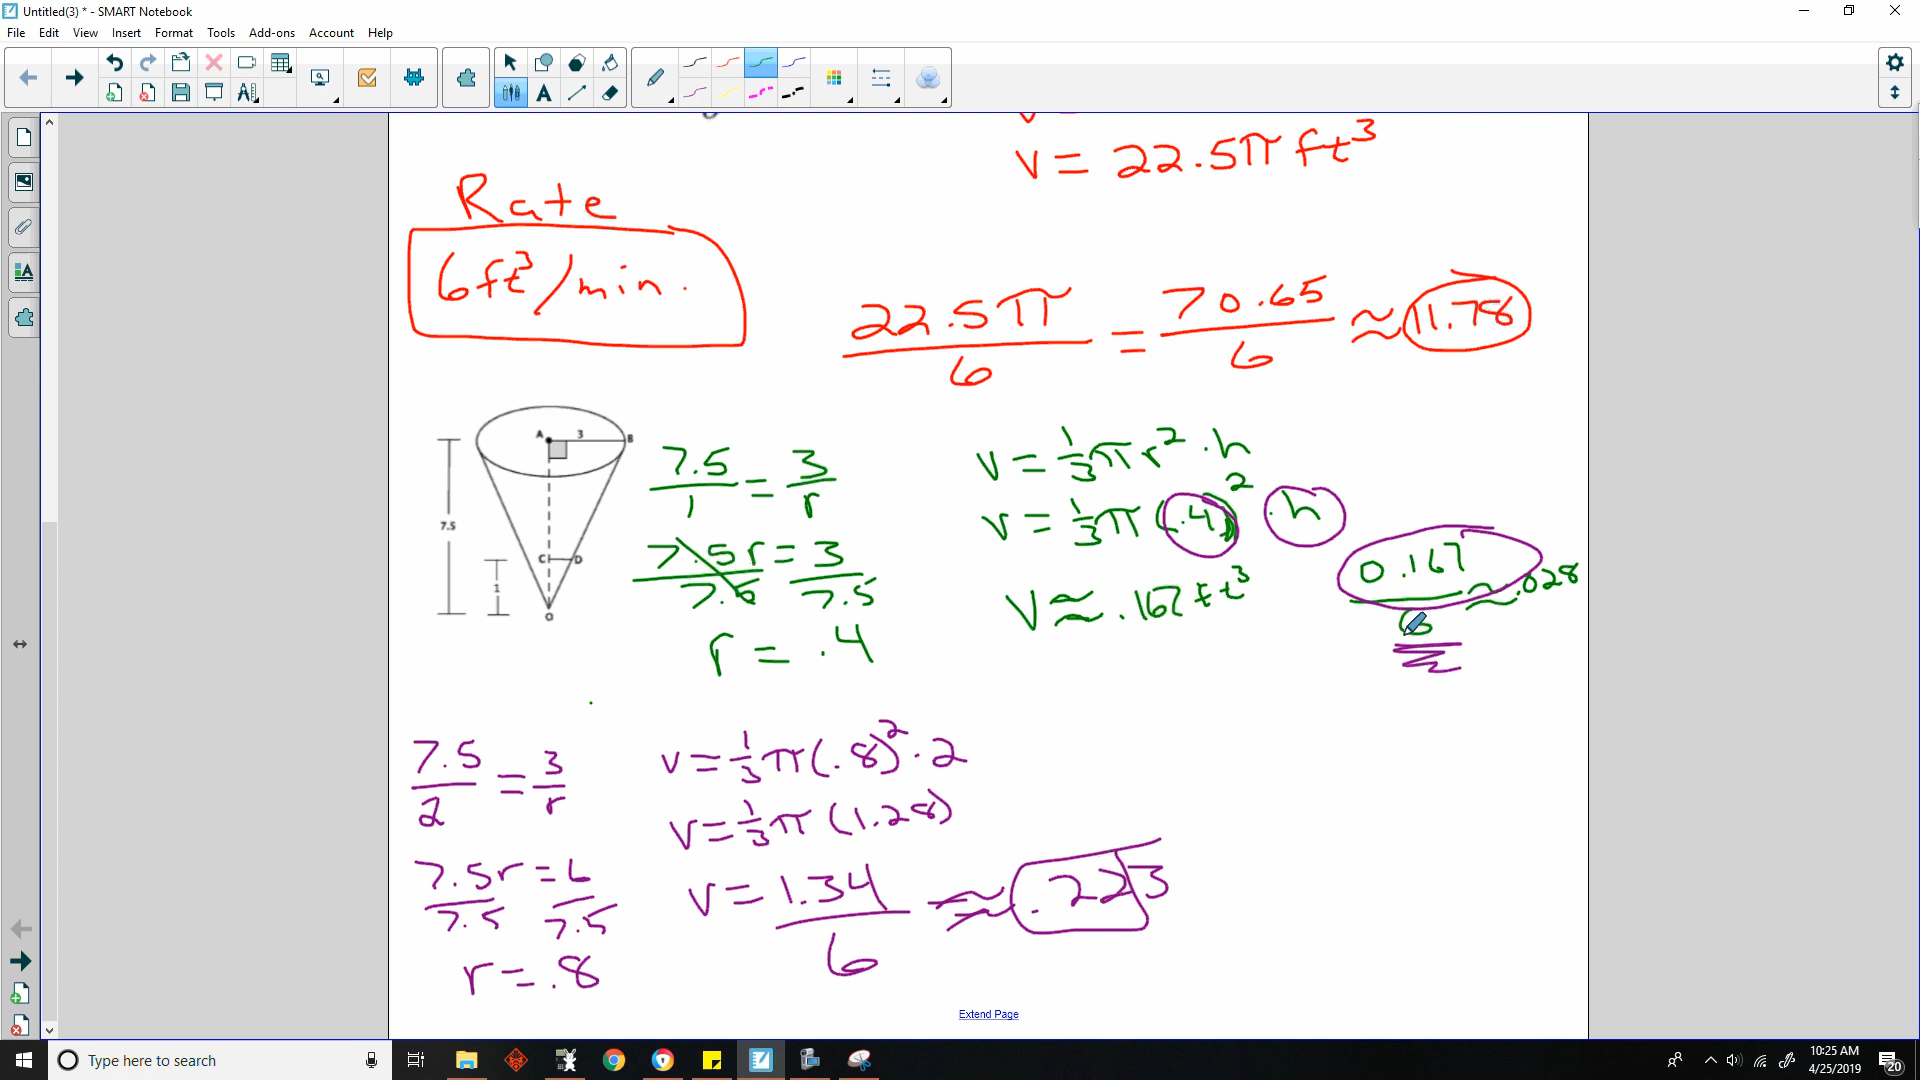 Untitled(3) * - SMART Notebook
File Edit View Insert Format Tools Add-ons Account Help
V = 22.5π ft³
Rate
6ft³/min.
22.5π/6 = 70.65/6 ≈ 11.78
A 3 B
7.5
C D
1
O
7.5/1 = 3/r
7.5r/7.5 = 3/7.5
r = .4
V = 1/3πr² · h
V = 1/3π(.4)² · h
V ≈ .167 ft³
0.167/6 ≈ .028
7.5/2 = 3/r
7.5r/7.5 = 6/7.5
r = .8
V = 1/3π(.8)² · 2
V = 1/3π(1.28)
V = 1.34/6 ≈ .223
Extend Page
Type here to search
10:25 AM
4/25/2019
20